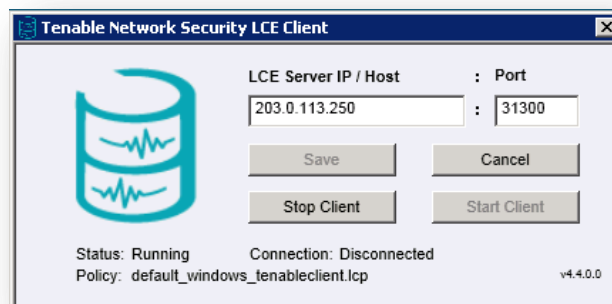 Tenable Network Security LCE Client
LCE Server IP / Host : Port
203.0.113.250 : 31300
Save Cancel
Stop Client Start Client
Status: Running Connection: Disconnected
Policy: default_windows_tenableclient.lcp v4.4.0.0